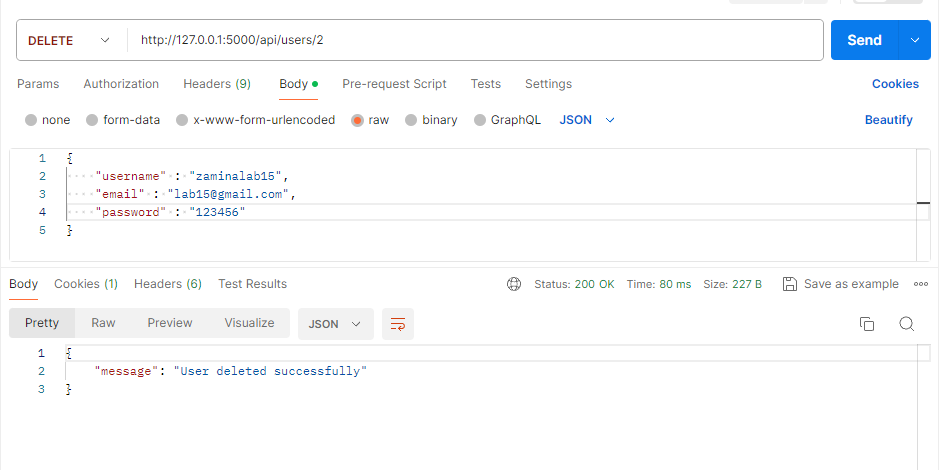 DELETE http://127.0.0.1:5000/api/users/2 Send
Params Authorization Headers (9) Body Pre-request Script Tests Settings Cookies
none form-data x-www-form-urlencoded raw binary GraphQL JSON Beautify
1 {
2 "username" : "zaminalab15",
3 "email" : "lab15@gmail.com",
4 "password" : "123456"
5 }
Body Cookies (1) Headers (6) Test Results Status: 200 OK Time: 80 ms Size: 227 B Save as example
Pretty Raw Preview Visualize JSON
1 {
2 "message": "User deleted successfully"
3 }